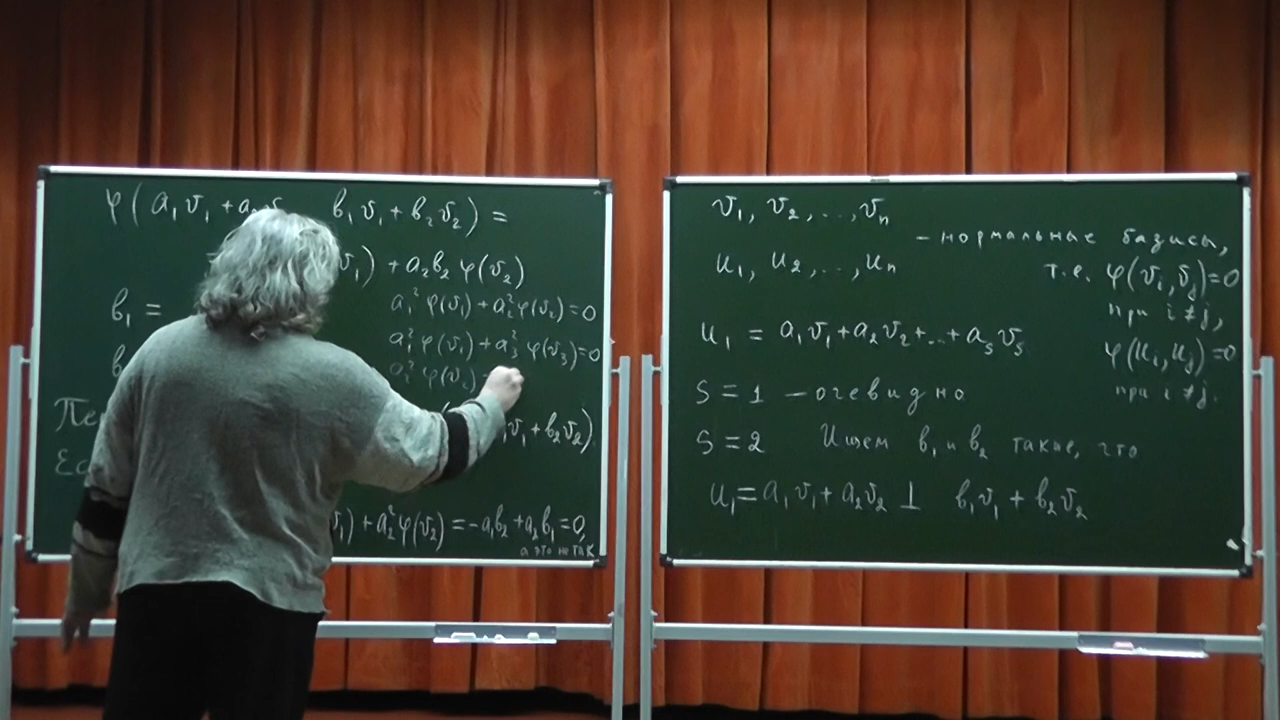 φ(a₁v₁ + a₂v b₁v₁ + b₂v₂) =
v₁) + a₂b₂ φ(v₂)
a₁² φ(v₁) + a₂² φ(v₂) = 0
b₁ =
a₁² φ(v₁) + a₃² φ(v₃) = 0
a₂² φ(v₂)
v₁ + b₂v₂)
v₁) + a₂² φ(v₂) = -a₁b₂ + a₂b₁ = 0,
а это не так
v₁, v₂, ..., vₙ
– нормальные базисы,
u₁, u₂, ..., uₙ
т.е. φ(vᵢ, vⱼ) = 0
при i ≠ j,
u₁ = a₁v₁ + a₂v₂ + ... + aₛvₛ
φ(uᵢ, uⱼ) = 0
при i ≠ j.
S = 1 – очевидно
S = 2 Ищем b₁ и b₂ такие, что
u₁ = a₁v₁ + a₂v₂ ⊥ b₁v₁ + b₂v₂